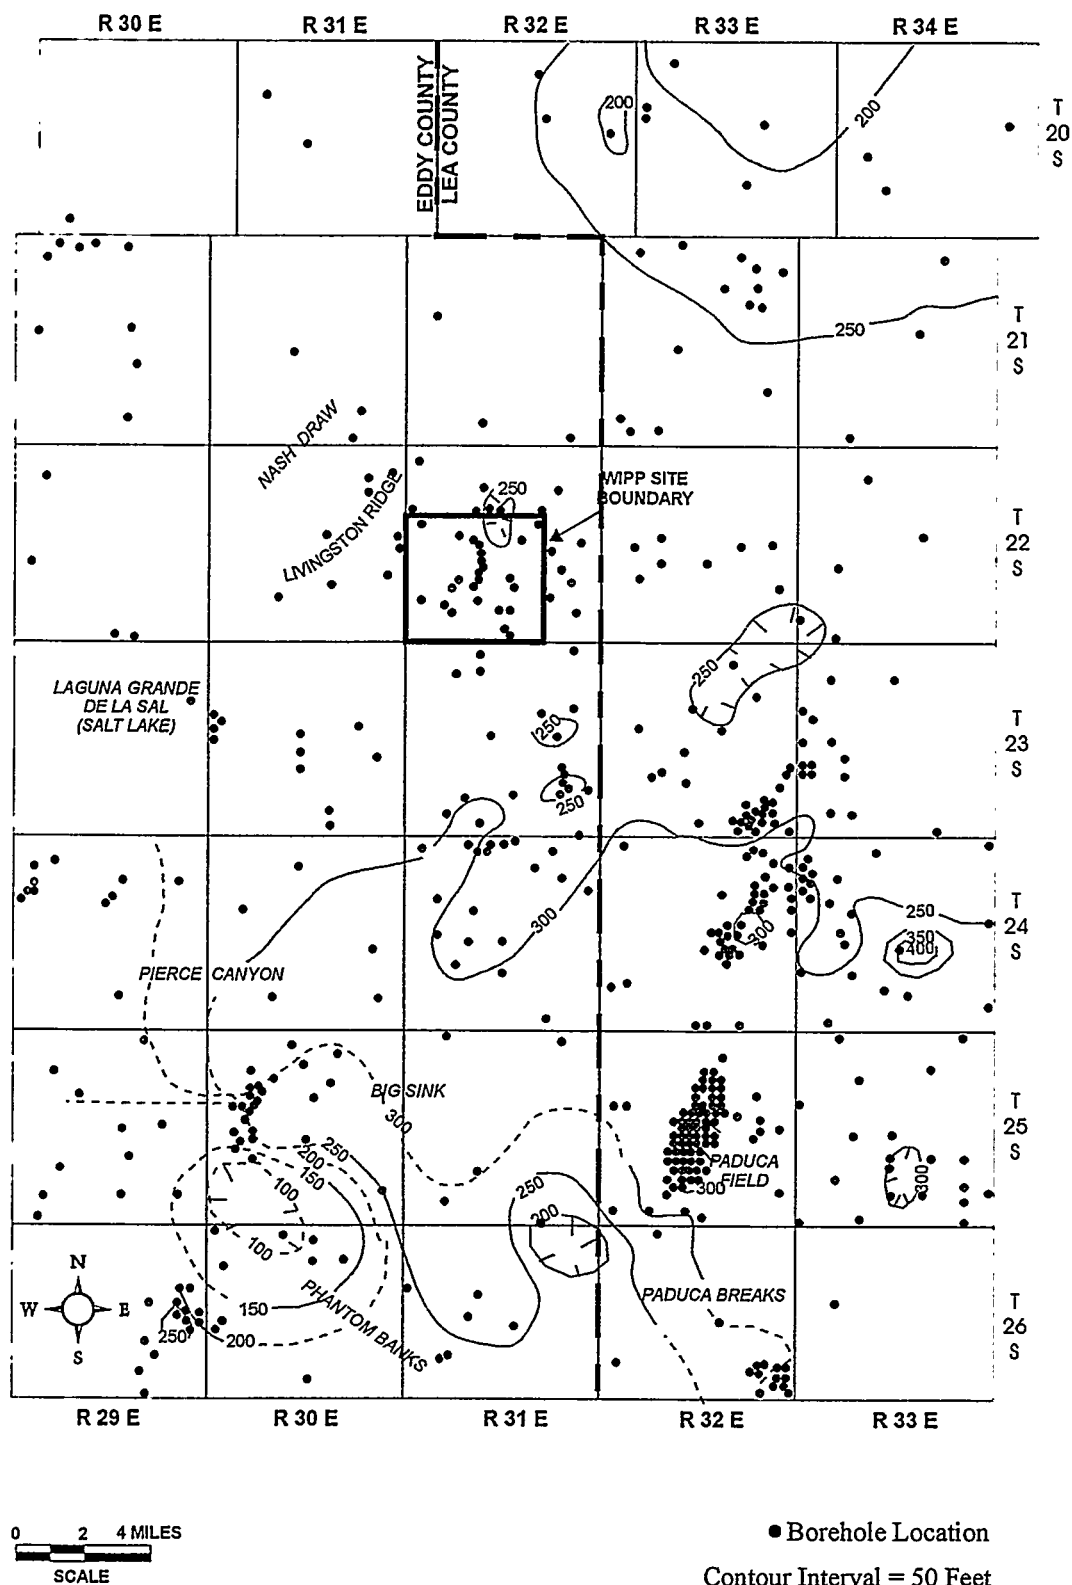 R 30 E
R 31 E
R 32 E
R 33 E
R 34 E
EDDY COUNTY
LEA COUNTY
200
200
T
20
S
250
T
21
S
NASH DRAW
LIVINGSTON RIDGE
250
WIPP SITE
BOUNDARY
T
22
S
250
LAGUNA GRANDE
DE LA SAL
(SALT LAKE)
250
250
T
23
S
300
300
250
350
400
T
24
S
PIERCE CANYON
BIG SINK
300
250
200
150
100
100
250
200
PADUCA
FIELD
300
300
T
25
S
PHANTOM BANKS
150
200
250
PADUCA BREAKS
N
W
E
S
T
26
S
R 29 E
R 30 E
R 31 E
R 32 E
R 33 E
0 2 4 MILES
SCALE
Borehole Location
Contour Interval = 50 Feet